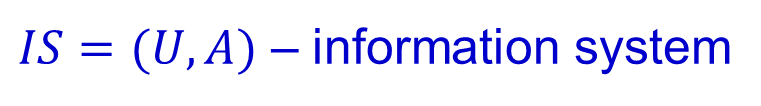 IS = (U, A) – information system